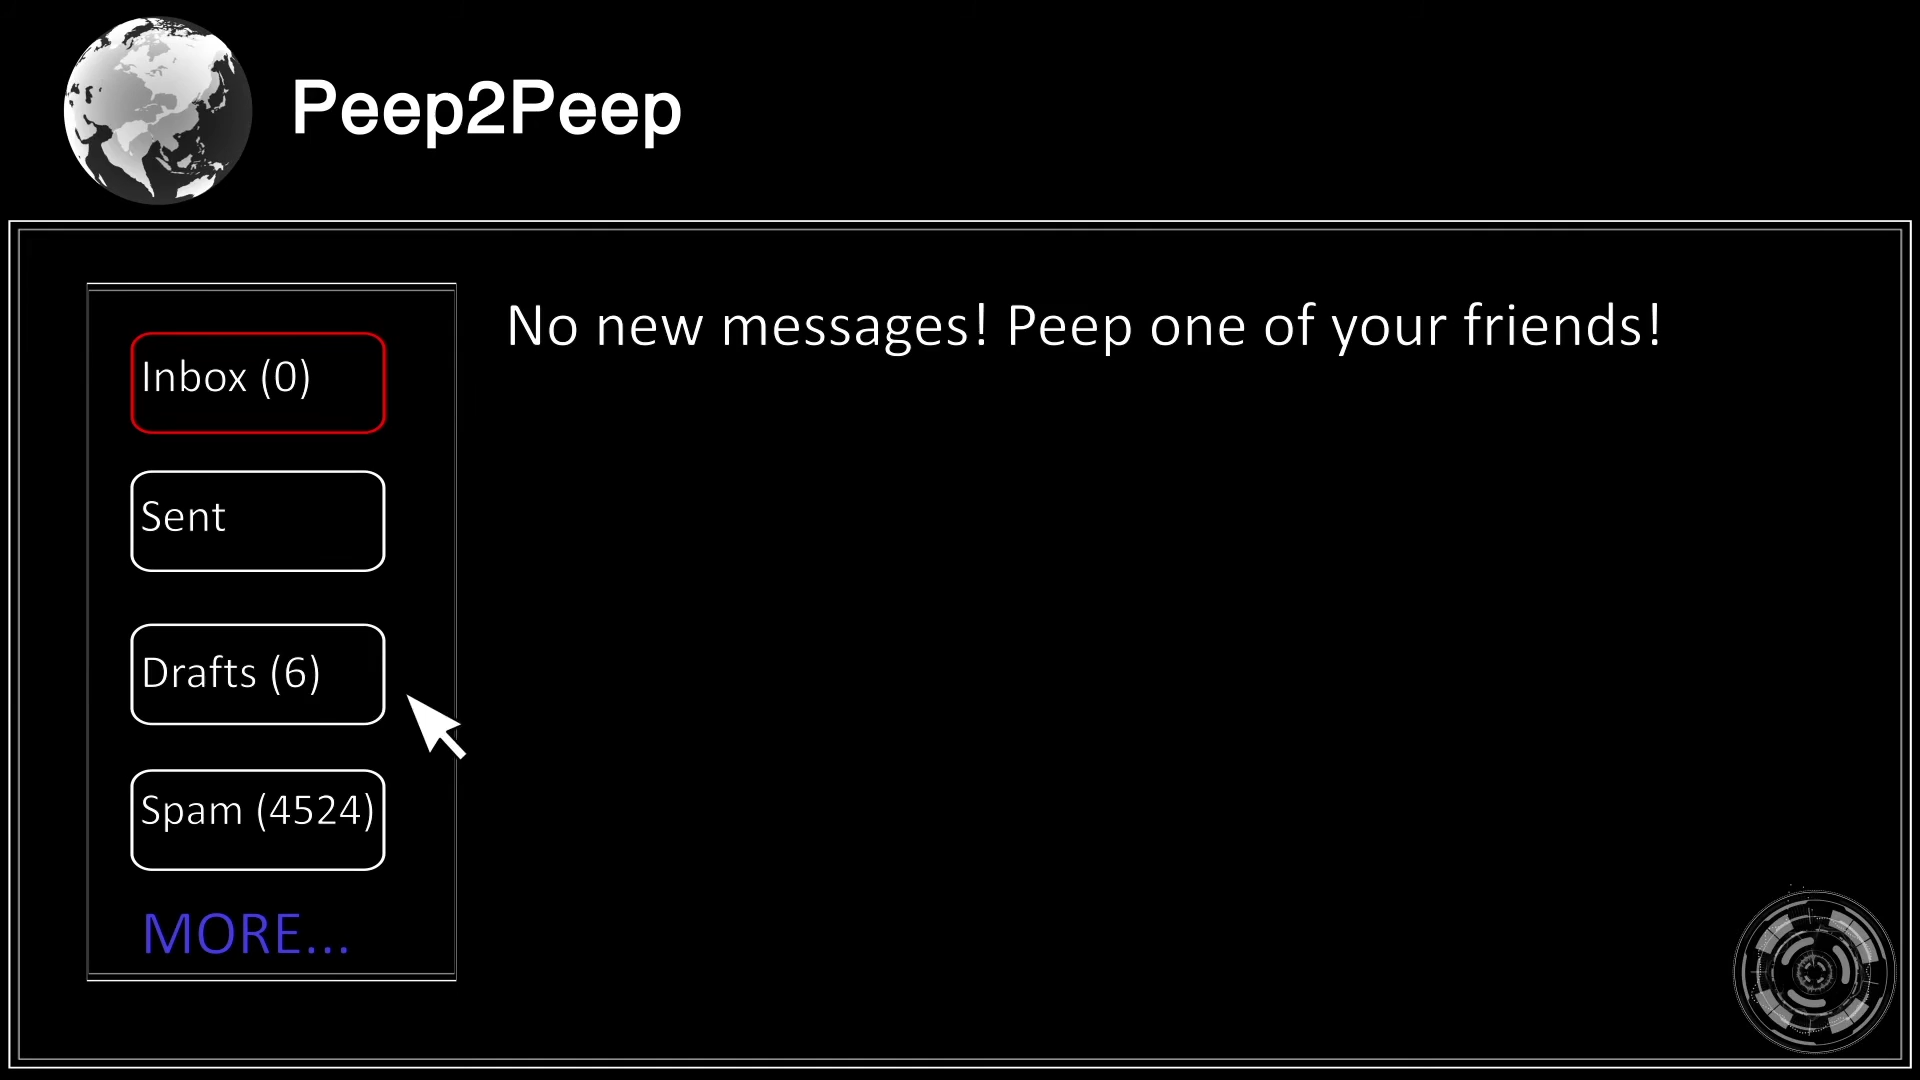 Peep2Peep
No new messages! Peep one of your friends!
Inbox (0)
Sent
Drafts (6)
Spam (4524)
MORE...